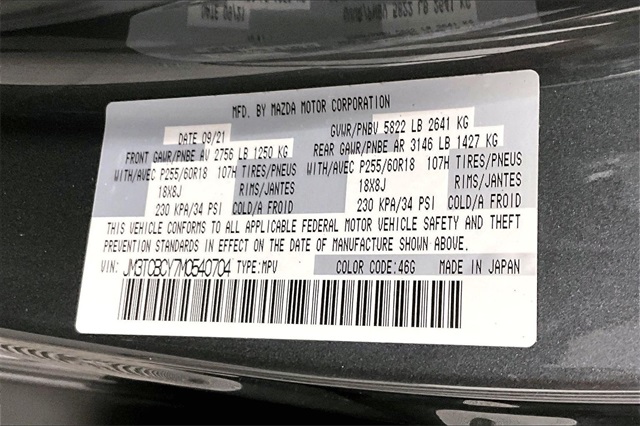 MFD. BY MAZDA MOTOR CORPORATION
DATE 09/21 GVWR/PNBV 5822 LB 2641 KG
FRONT GAWR/PNBE AV 2756 LB 1250 KG REAR GAWR/PNBE AR 3146 LB 1427 KG
WITH/AVEC P255/60R18 107H TIRES/PNEUS WITH/AVEC P255/60R18 107H TIRES/PNEUS
18X8J RIMS/JANTES 18X8J RIMS/JANTES
230 KPA/34 PSI COLD/A FROID 230 KPA/34 PSI COLD/A FROID
THIS VEHICLE CONFORMS TO ALL APPLICABLE FEDERAL MOTOR VEHICLE SAFETY AND THEFT
PREVENTION STANDARDS IN EFFECT ON THE DATE OF MANUFACTURE SHOWN ABOVE.
VIN: JM3TCBCY7M0540704 TYPE:MPV COLOR CODE:46G MADE IN JAPAN